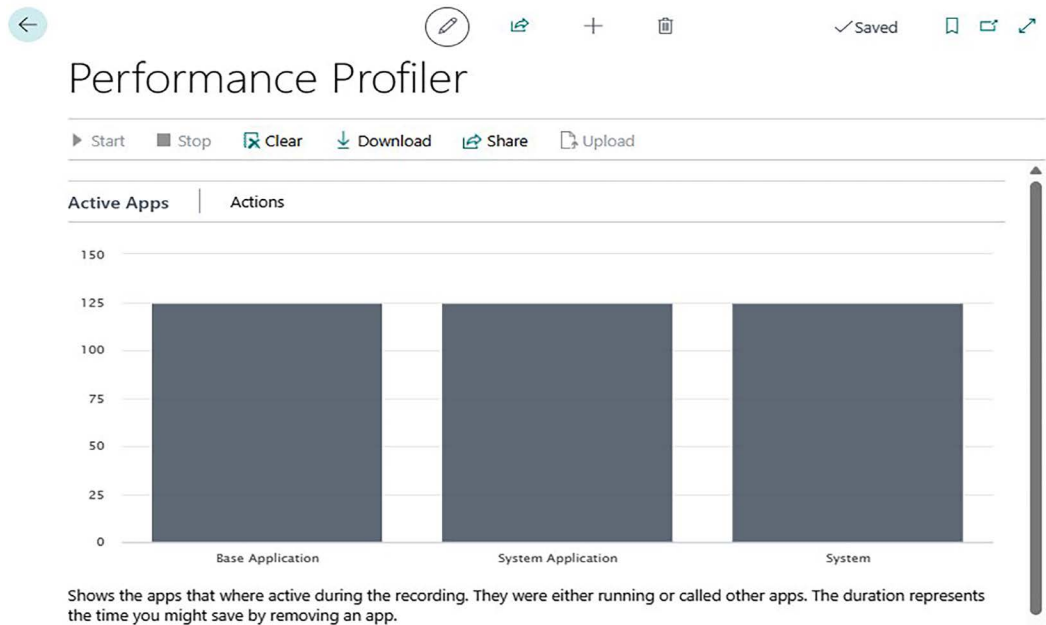 Saved
Performance Profiler
Start Stop Clear Download Share Upload
Active Apps Actions
150
125
100
75
50
25
0
Base Application System Application System
Shows the apps that where active during the recording. They were either running or called other apps. The duration represents
the time you might save by removing an app.